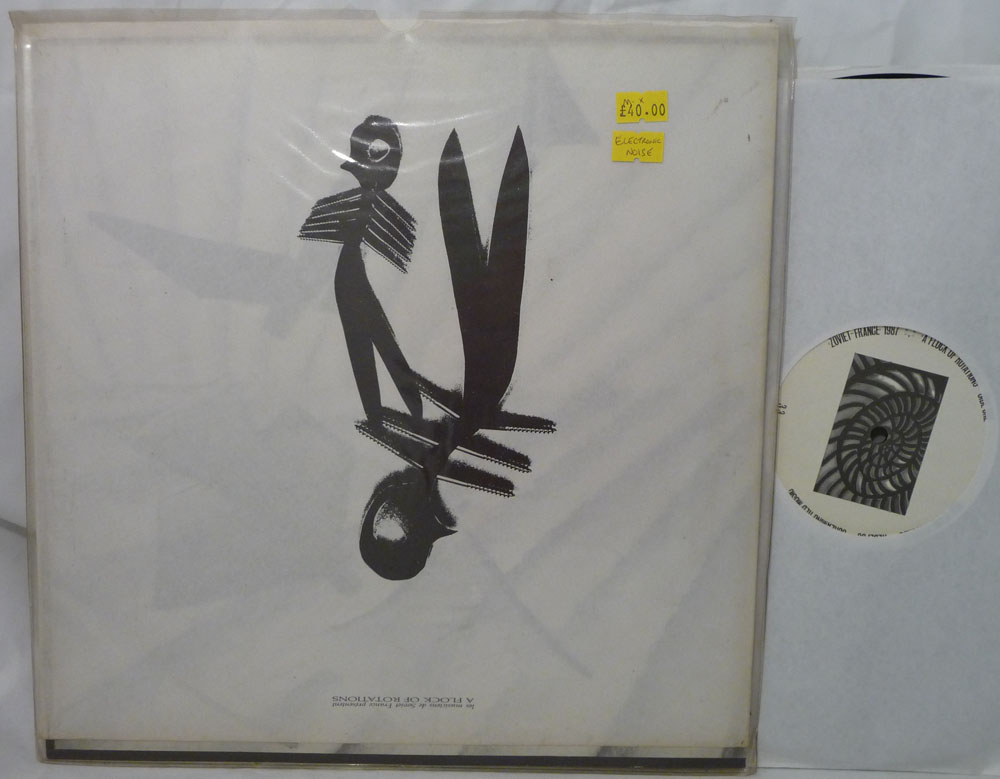 £40.00
ELECTRONIC
NOISE
les musiciens de Soviet France présentent
A FLOCK OF ROTATIONS
ZOVIET-FRANCE 1987
A FLOCK OF ROTATIONS
33